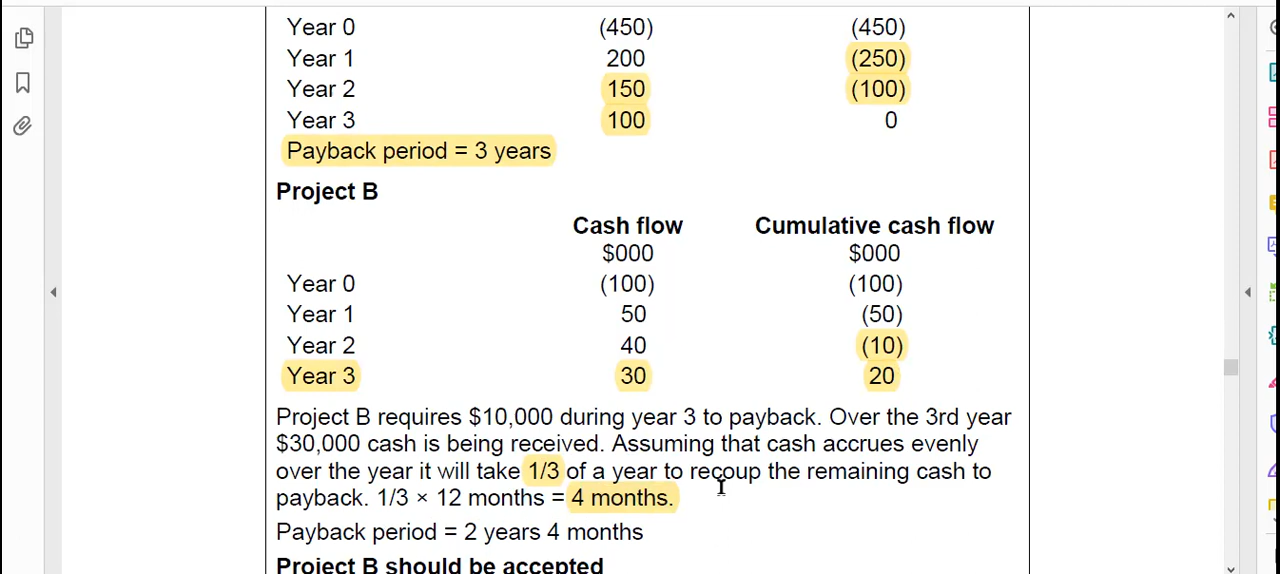 Year 0 (450) (450)
Year 1 200 (250)
Year 2 150 (100)
Year 3 100 0
Payback period = 3 years
Project B
Cash flow Cumulative cash flow
$000 $000
Year 0 (100) (100)
Year 1 50 (50)
Year 2 40 (10)
Year 3 30 20
Project B requires $10,000 during year 3 to payback. Over the 3rd year
$30,000 cash is being received. Assuming that cash accrues evenly
over the year it will take 1/3 of a year to recoup the remaining cash to
payback. 1/3 × 12 months = 4 months.
Payback period = 2 years 4 months
Project B should be accepted